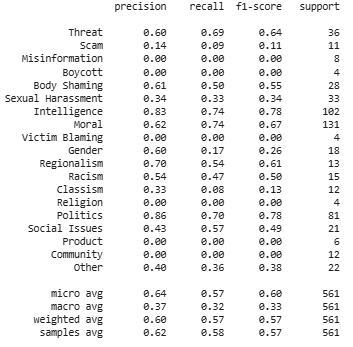 precision recall f1-score support
Threat 0.60 0.69 0.64 36
Scam 0.14 0.09 0.11 11
Misinformation 0.00 0.00 0.00 8
Boycott 0.00 0.00 0.00 4
Body Shaming 0.61 0.50 0.55 28
Sexual Harassment 0.34 0.33 0.34 33
Intelligence 0.83 0.74 0.78 102
Moral 0.62 0.74 0.67 131
Victim Blaming 0.00 0.00 0.00 4
Gender 0.60 0.17 0.26 18
Regionalism 0.70 0.54 0.61 13
Racism 0.54 0.47 0.50 15
Classism 0.33 0.08 0.13 12
Religion 0.00 0.00 0.00 4
Politics 0.86 0.70 0.78 81
Social Issues 0.43 0.57 0.49 21
Product 0.00 0.00 0.00 6
Community 0.00 0.00 0.00 12
Other 0.40 0.36 0.38 22
micro avg 0.64 0.57 0.60 561
macro avg 0.37 0.32 0.33 561
weighted avg 0.60 0.57 0.57 561
samples avg 0.62 0.58 0.57 561